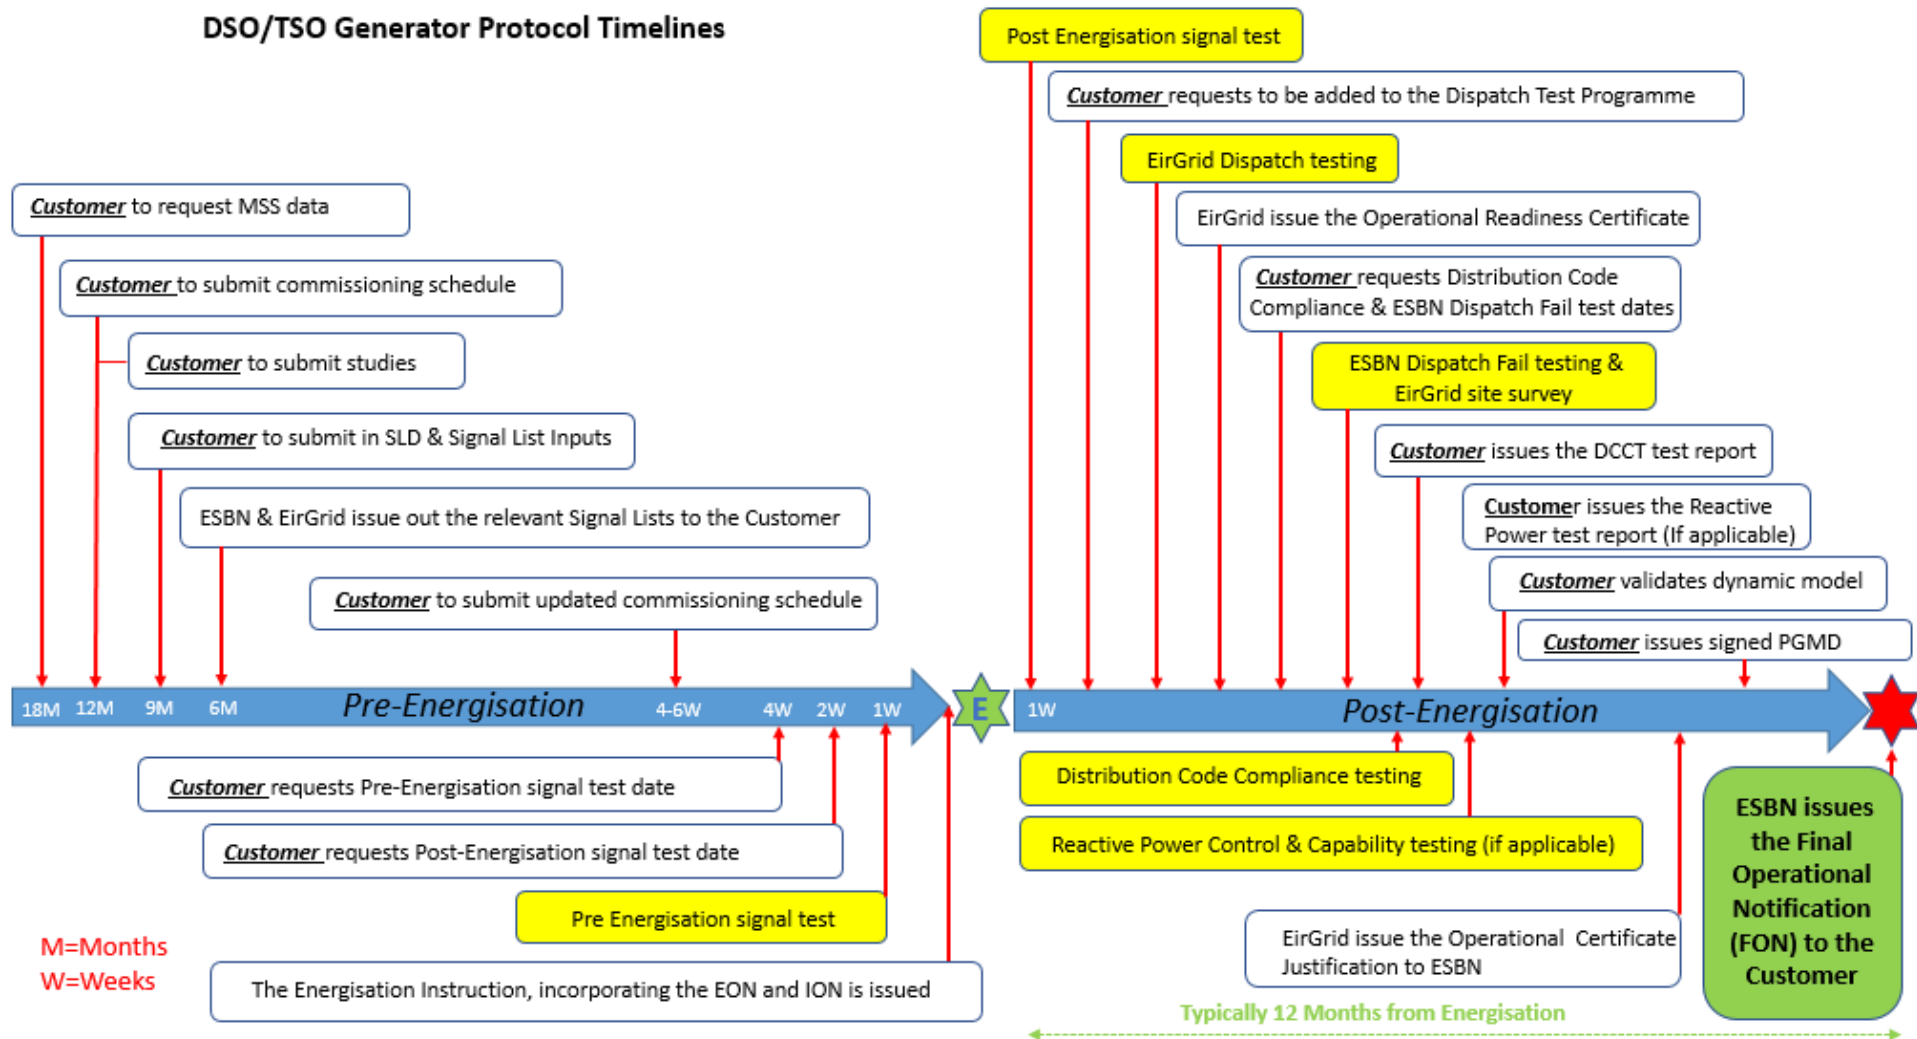 DSO/TSO Generator Protocol Timelines
Post Energisation signal test
Customer requests to be added to the Dispatch Test Programme
EirGrid Dispatch testing
Customer to request MSS data
EirGrid issue the Operational Readiness Certificate
Customer to submit commissioning schedule
Customer requests Distribution Code
Compliance & ESBN Dispatch Fail test dates
Customer to submit studies
ESBN Dispatch Fail testing &
EirGrid site survey
Customer to submit in SLD & Signal List Inputs
Customer issues the DCCT test report
ESBN & EirGrid issue out the relevant Signal Lists to the Customer
Customer issues the Reactive
Power test report (If applicable)
Customer to submit updated commissioning schedule
Customer validates dynamic model
Customer issues signed PGMD
18M 12M 9M 6M Pre-Energisation 4-6W 4W 2W 1W E 1W Post-Energisation
Customer requests Pre-Energisation signal test date
Distribution Code Compliance testing
Customer requests Post-Energisation signal test date
Reactive Power Control & Capability testing (if applicable)
Pre Energisation signal test
M=Months
W=Weeks
The Energisation Instruction, incorporating the EON and ION is issued
EirGrid issue the Operational Certificate
Justification to ESBN
ESBN issues
the Final
Operational
Notification
(FON) to the
Customer
Typically 12 Months from Energisation